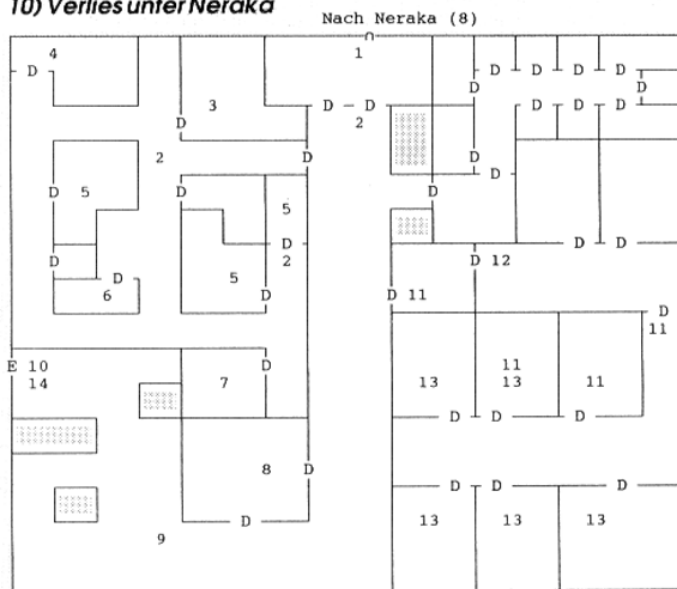 10) Verlies unter Neraka
Nach Neraka (8)
4 1
D D D D D
D D
3 D D D D D D
D 2
2 D D
D 5 D D D
5
D D D
D 2 D 12
D 5
6 D D 11
D
11
E 10 D 11
14 7 13 13 11
D D D
8 D
D D D
D 13 13 13
9